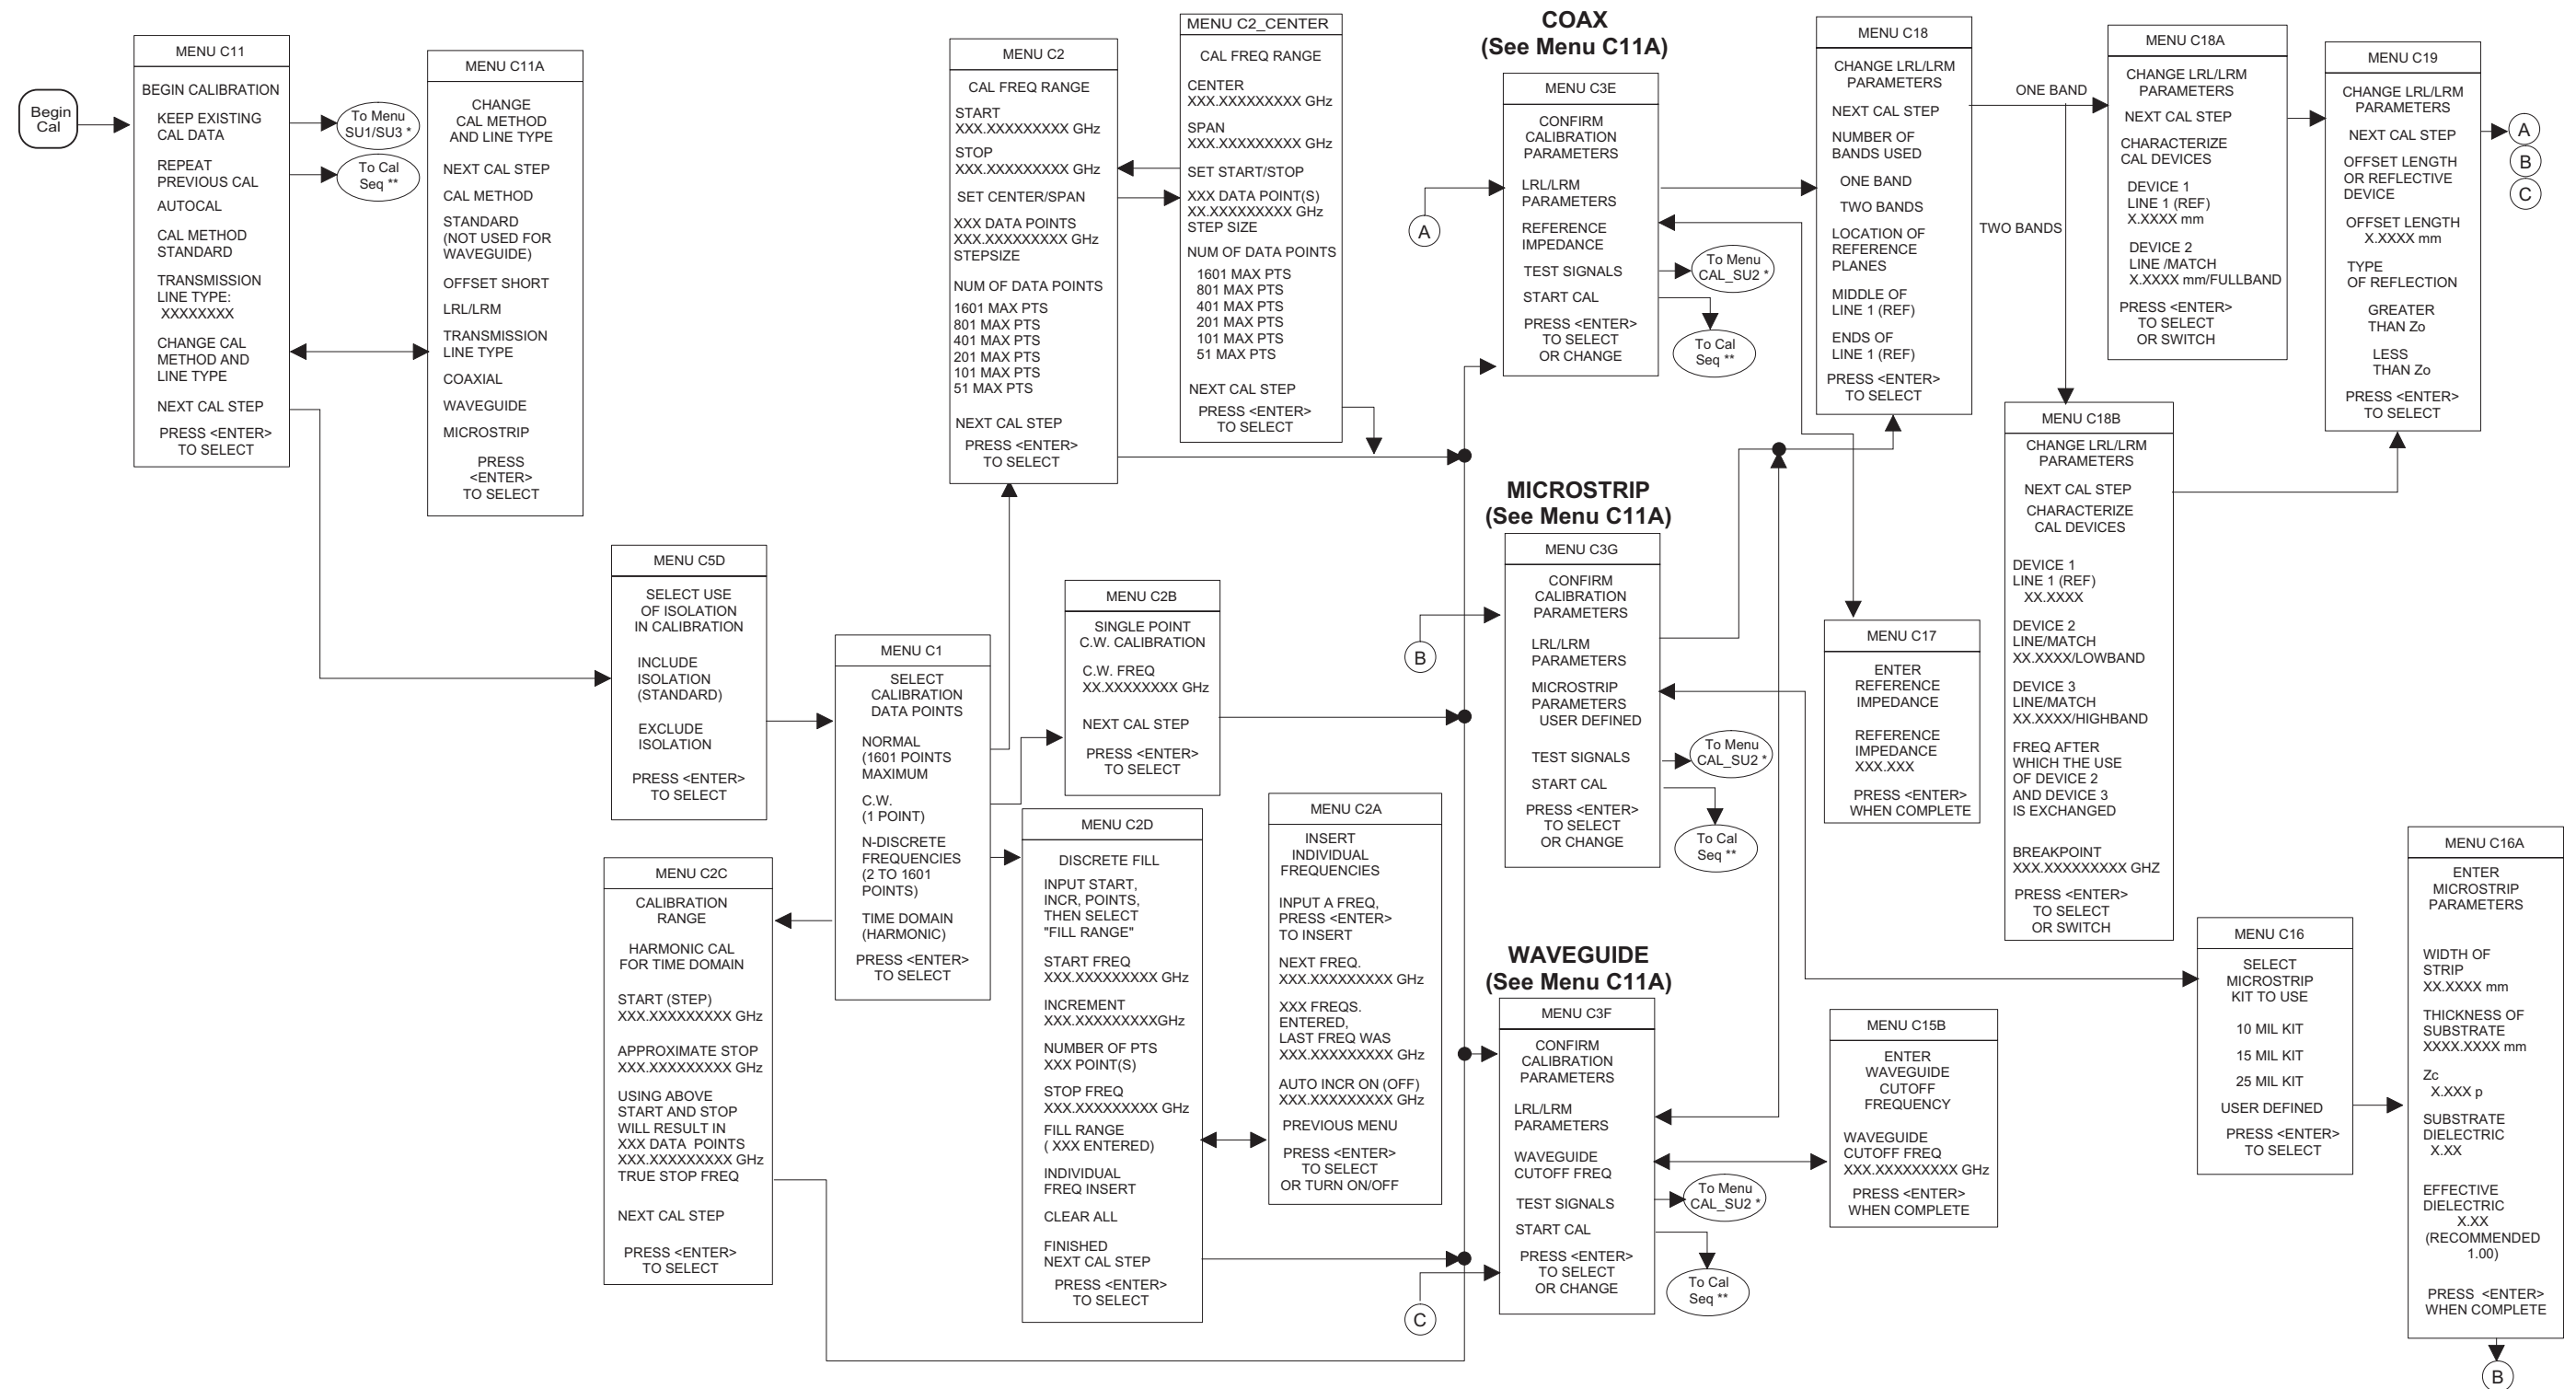 Begin
Cal
MENU C11
BEGIN CALIBRATION
KEEP EXISTING
CAL DATA
REPEAT
PREVIOUS CAL
AUTOCAL
CAL METHOD
STANDARD
TRANSMISSION
LINE TYPE:
XXXXXXXX
CHANGE CAL
METHOD AND
LINE TYPE
NEXT CAL STEP
PRESS <ENTER>
TO SELECT
To Menu
SU1/SU3 *
To Cal
Seq **
MENU C11A
CHANGE
CAL METHOD
AND LINE TYPE
NEXT CAL STEP
CAL METHOD
STANDARD
(NOT USED FOR
WAVEGUIDE)
OFFSET SHORT
LRL/LRM
TRANSMISSION
LINE TYPE
COAXIAL
WAVEGUIDE
MICROSTRIP
PRESS
<ENTER>
TO SELECT
MENU C5D
SELECT USE
OF ISOLATION
IN CALIBRATION
INCLUDE
ISOLATION
(STANDARD)
EXCLUDE
ISOLATION
PRESS <ENTER>
TO SELECT
MENU C2C
CALIBRATION
RANGE
HARMONIC CAL
FOR TIME DOMAIN
START (STEP)
XXX.XXXXXXXXX GHz
APPROXIMATE STOP
XXX.XXXXXXXXX GHz
USING ABOVE
START AND STOP
WILL RESULT IN
XXX DATA  POINTS
XXX.XXXXXXXXX GHz
TRUE STOP FREQ
NEXT CAL STEP
PRESS <ENTER>
TO SELECT
MENU C1
SELECT
CALIBRATION
DATA POINTS
NORMAL
(1601 POINTS
MAXIMUM
C.W.
(1 POINT)
N-DISCRETE
FREQUENCIES
(2 TO 1601
POINTS)
TIME DOMAIN
(HARMONIC)
PRESS <ENTER>
TO SELECT
MENU C2
CAL FREQ RANGE
START
XXX.XXXXXXXXX GHz
STOP
XXX.XXXXXXXXX GHz
SET CENTER/SPAN
XXX DATA POINTS
XXX.XXXXXXXXX GHz
STEPSIZE
NUM OF DATA POINTS
1601 MAX PTS
801 MAX PTS
401 MAX PTS
201 MAX PTS
101 MAX PTS
51 MAX PTS
NEXT CAL STEP
PRESS <ENTER>
TO SELECT
MENU C2_CENTER
CAL FREQ RANGE
CENTER
XXX.XXXXXXXXX GHz
SPAN
XXX.XXXXXXXXX GHz
SET START/STOP
XXX DATA POINT(S)
XX.XXXXXXXXX GHz
STEP SIZE
NUM OF DATA POINTS
1601 MAX PTS
801 MAX PTS
401 MAX PTS
201 MAX PTS
101 MAX PTS
51 MAX PTS
NEXT CAL STEP
PRESS <ENTER>
TO SELECT
MENU C2B
SINGLE POINT
C.W. CALIBRATION
C.W. FREQ
XX.XXXXXXXX GHz
NEXT CAL STEP
PRESS <ENTER>
TO SELECT
MENU C2D
DISCRETE FILL
INPUT START,
INCR, POINTS,
THEN SELECT
"FILL RANGE"
START FREQ
XXX.XXXXXXXXX GHz
INCREMENT
XXX.XXXXXXXXXGHz
NUMBER OF PTS
XXX POINT(S)
STOP FREQ
XXX.XXXXXXXXX GHz
FILL RANGE
( XXX ENTERED)
INDIVIDUAL
FREQ INSERT
CLEAR ALL
FINISHED
NEXT CAL STEP
PRESS <ENTER>
TO SELECT
MENU C2A
INSERT
INDIVIDUAL
FREQUENCIES
INPUT A FREQ,
PRESS <ENTER>
TO INSERT
NEXT FREQ.
XXX.XXXXXXXXX GHz
XXX FREQS.
ENTERED,
LAST FREQ WAS
XXX.XXXXXXXXX GHz
AUTO INCR ON (OFF)
XXX.XXXXXXXXX GHz
PREVIOUS MENU
PRESS <ENTER>
TO SELECT
OR TURN ON/OFF
COAX
(See Menu C11A)
MENU C3E
CONFIRM
CALIBRATION
PARAMETERS
LRL/LRM
PARAMETERS
REFERENCE
IMPEDANCE
TEST SIGNALS
START CAL
PRESS <ENTER>
TO SELECT
OR CHANGE
A
To Menu
CAL_SU2 *
To Cal
Seq **
MICROSTRIP
(See Menu C11A)
MENU C3G
CONFIRM
CALIBRATION
PARAMETERS
LRL/LRM
PARAMETERS
MICROSTRIP
PARAMETERS
USER DEFINED
TEST SIGNALS
START CAL
PRESS <ENTER>
TO SELECT
OR CHANGE
B
To Menu
CAL_SU2 *
To Cal
Seq **
WAVEGUIDE
(See Menu C11A)
MENU C3F
CONFIRM
CALIBRATION
PARAMETERS
LRL/LRM
PARAMETERS
WAVEGUIDE
CUTOFF FREQ
TEST SIGNALS
START CAL
PRESS <ENTER>
TO SELECT
OR CHANGE
C
To Menu
CAL_SU2 *
To Cal
Seq **
MENU C18
CHANGE LRL/LRM
PARAMETERS
NEXT CAL STEP
NUMBER OF
BANDS USED
ONE BAND
TWO BANDS
LOCATION OF
REFERENCE
PLANES
MIDDLE OF
LINE 1 (REF)
ENDS OF
LINE 1 (REF)
PRESS <ENTER>
TO SELECT
ONE BAND
TWO BANDS
MENU C17
ENTER
REFERENCE
IMPEDANCE
REFERENCE
IMPEDANCE
XXX.XXX
PRESS <ENTER>
WHEN COMPLETE
MENU C15B
ENTER
WAVEGUIDE
CUTOFF
FREQUENCY
WAVEGUIDE
CUTOFF FREQ
XXX.XXXXXXXXX GHz
PRESS <ENTER>
WHEN COMPLETE
MENU C18A
CHANGE LRL/LRM
PARAMETERS
NEXT CAL STEP
CHARACTERIZE
CAL DEVICES
DEVICE 1
LINE 1 (REF)
X.XXXX mm
DEVICE 2
LINE /MATCH
X.XXXX mm/FULLBAND
PRESS <ENTER>
TO SELECT
OR SWITCH
MENU C18B
CHANGE LRL/LRM
PARAMETERS
NEXT CAL STEP
CHARACTERIZE
CAL DEVICES
DEVICE 1
LINE 1 (REF)
XX.XXXX
DEVICE 2
LINE/MATCH
XX.XXXX/LOWBAND
DEVICE 3
LINE/MATCH
XX.XXXX/HIGHBAND
FREQ AFTER
WHICH THE USE
OF DEVICE 2
AND DEVICE 3
IS EXCHANGED
BREAKPOINT
XXX.XXXXXXXXX GHZ
PRESS <ENTER>
TO SELECT
OR SWITCH
MENU C19
CHANGE LRL/LRM
PARAMETERS
NEXT CAL STEP
OFFSET LENGTH
OR REFLECTIVE
DEVICE
OFFSET LENGTH
X.XXXX mm
TYPE
OF REFLECTION
GREATER
THAN Zo
LESS
THAN Zo
PRESS <ENTER>
TO SELECT
A
B
C
MENU C16
SELECT
MICROSTRIP
KIT TO USE
10 MIL KIT
15 MIL KIT
25 MIL KIT
USER DEFINED
PRESS <ENTER>
TO SELECT
MENU C16A
ENTER
MICROSTRIP
PARAMETERS
WIDTH OF
STRIP
XX.XXXX mm
THICKNESS OF
SUBSTRATE
XXXX.XXXX mm
Zc
X.XXX p
SUBSTRATE
DIELECTRIC
X.XX
EFFECTIVE
DIELECTRIC
X.XX
(RECOMMENDED
1.00)
PRESS  <ENTER>
WHEN COMPLETE
B